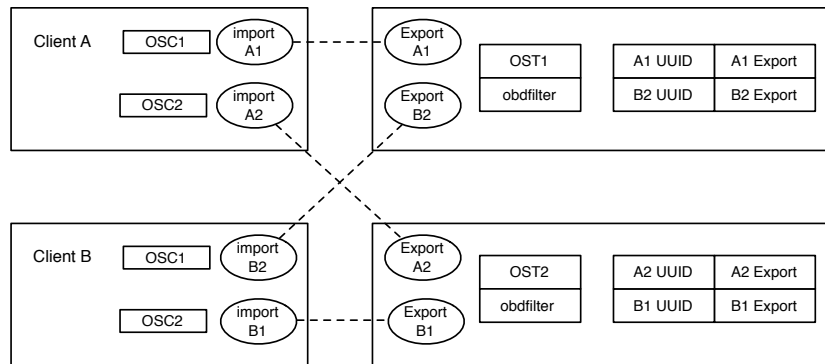 Client A
OSC1
import
A1
OSC2
import
A2
Export
A1
Export
B2
OST1
obdfilter
A1 UUID
A1 Export
B2 UUID
B2 Export
Client B
OSC1
import
B2
OSC2
import
B1
Export
A2
Export
B1
OST2
obdfilter
A2 UUID
A2 Export
B1 UUID
B1 Export